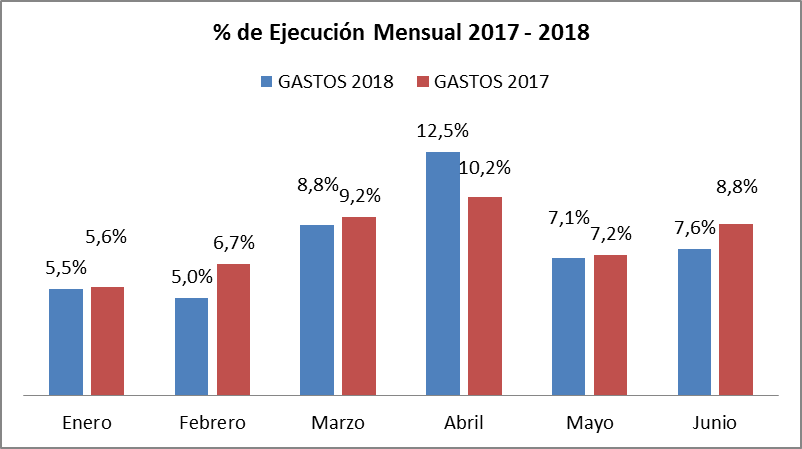 % de Ejecución Mensual 2017 - 2018
GASTOS 2018 GASTOS 2017
5,5% 5,6% 5,0% 6,7% 8,8% 9,2% 12,5% 10,2% 7,1% 7,2% 7,6% 8,8%
Enero Febrero Marzo Abril Mayo Junio